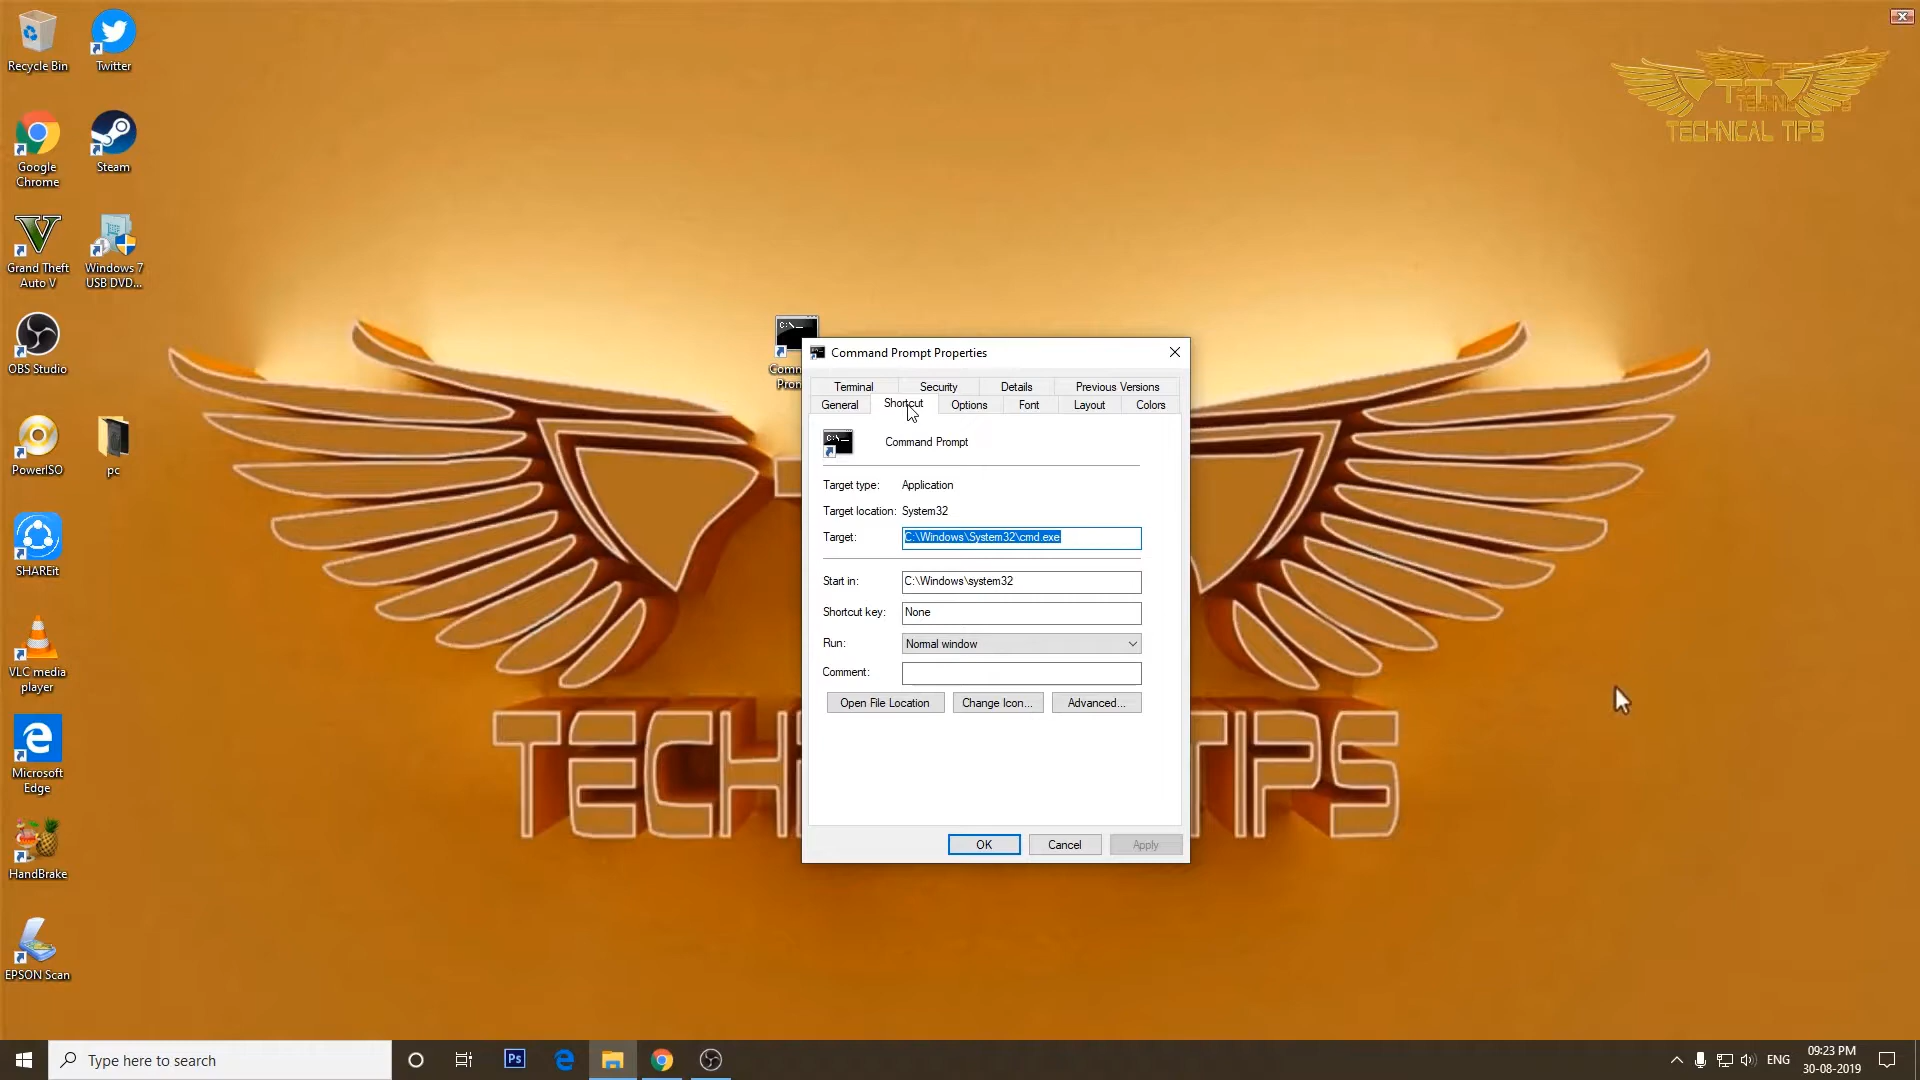 Recycle Bin
Twitter
Google
Chrome
Steam
Grand Theft
Auto V
Windows 7
USB DVD...
OBS Studio
PowerISO
pc
SHAREit
VLC media
player
Microsoft
Edge
HandBrake
EPSON Scan
TECHNICAL TIPS
C:\_
Command Prompt Properties
Terminal
Security
Details
Previous Versions
General
Shortcut
Options
Font
Layout
Colors
Command Prompt
Target type: Application
Target location: System32
Target: C:\Windows\System32\cmd.exe
Start in: C:\Windows\system32
Shortcut key: None
Run: Normal window
Comment:
Open File Location
Change Icon...
Advanced...
OK
Cancel
Apply
TECH
TIPS
Type here to search
Ps
ENG
09:23 PM
30-08-2019